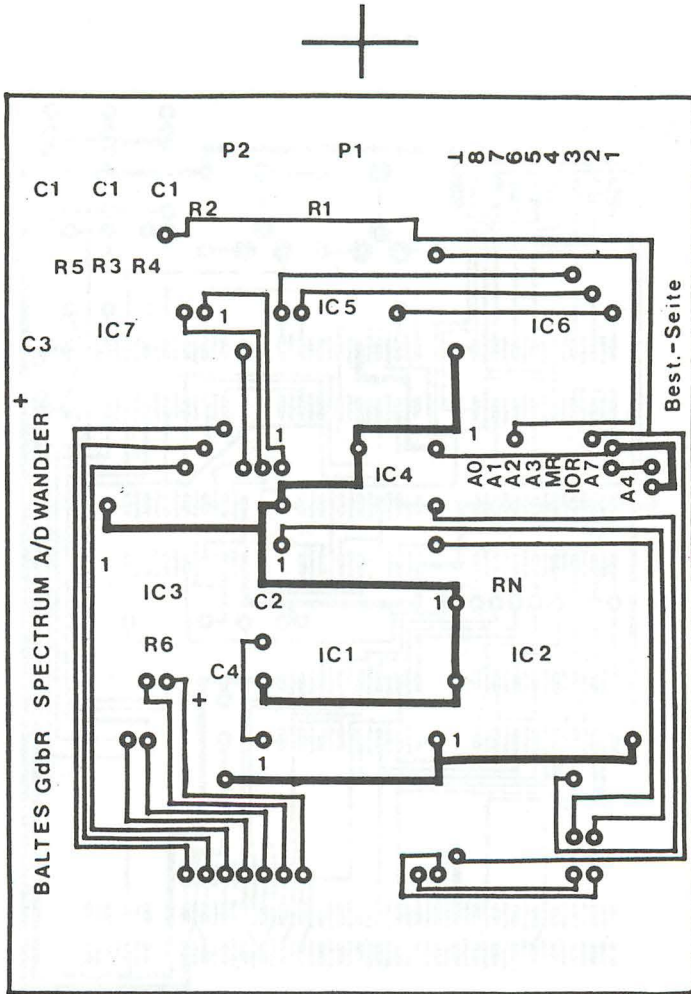 P2 P1
⊥ 8 7 6 5 4 3 2 1
C1 C1 C1
R2 R1
R5 R3 R4
1 IC5 IC6
IC7
C3
+
1 1
IC4
A0 A1 A2 A3 MR IOR A7 A4
Best.-Seite
BALTES GdbR SPECTRUM A/D WANDLER
1 1
IC3 C2 1 RN
R6 C4 IC1 IC2
+
1 1